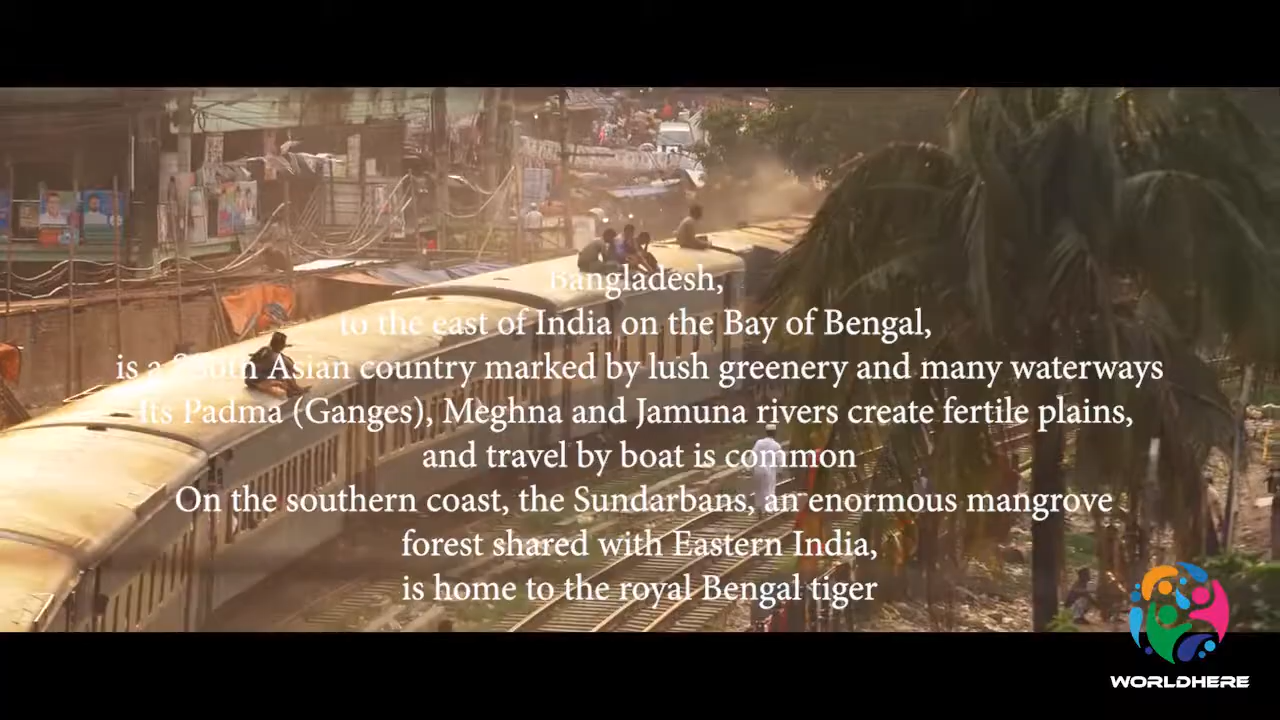 Bangladesh,
to the east of India on the Bay of Bengal,
is a South Asian country marked by lush greenery and many waterways
Its Padma (Ganges), Meghna and Jamuna rivers create fertile plains,
and travel by boat is common
On the southern coast, the Sundarbans, an enormous mangrove
forest shared with Eastern India,
is home to the royal Bengal tiger
WORLDHERE